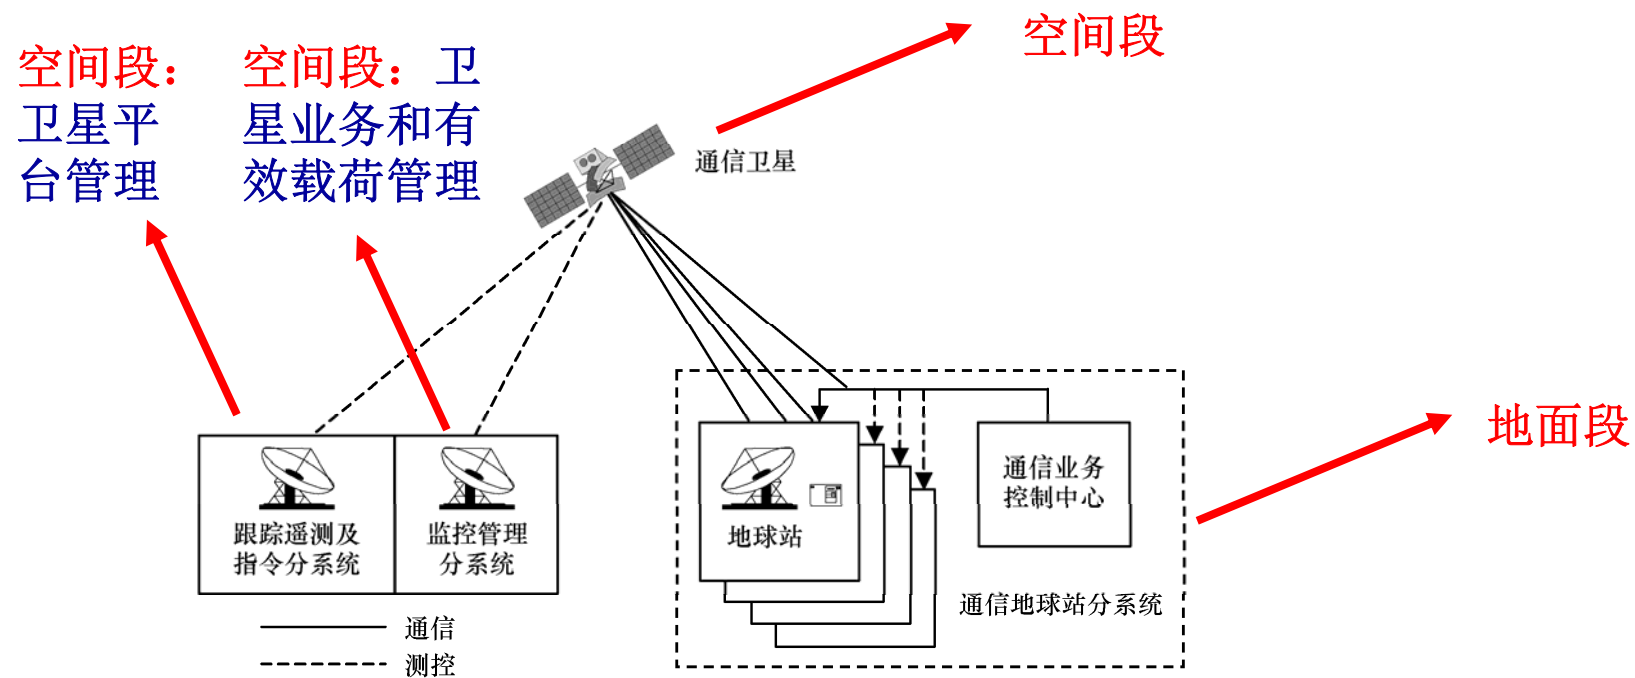 空间段
空间段：
卫星平
台管理
空间段：卫
星业务和有
效载荷管理
通信卫星
地面段
跟踪遥测及
指令分系统
监控管理
分系统
地球站
通信业务
控制中心
通信地球站分系统
通信
测控